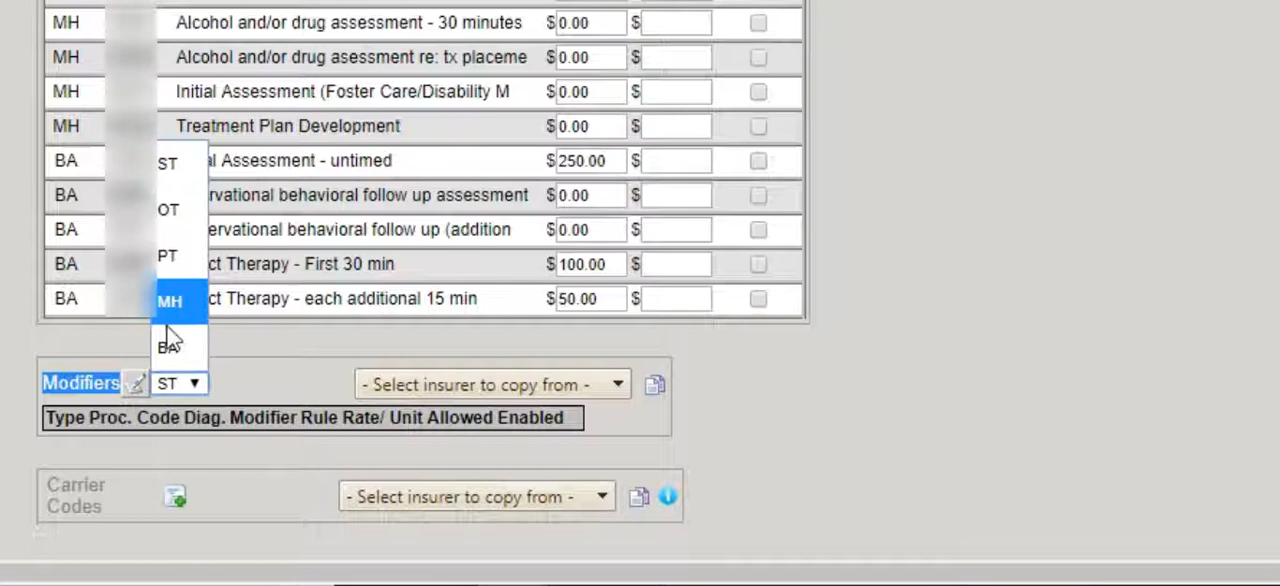 MH Alcohol and/or drug assessment - 30 minutes $ 0.00 $
MH Alcohol and/or drug asessment re: tx placeme $ 0.00 $
MH Initial Assessment (Foster Care/Disability M $ 0.00 $
MH Treatment Plan Development $ 0.00 $
BA ST al Assessment - untimed $ 250.00 $
BA OT rvational behavioral follow up assessment $ 0.00 $
BA PT ervational behavioral follow up (addition $ 0.00 $
BA ct Therapy - First 30 min $ 100.00 $
BA MH ct Therapy - each additional 15 min $ 50.00 $
BA
Modifiers ST ▼ - Select insurer to copy from -
Type Proc. Code Diag. Modifier Rule Rate/ Unit Allowed Enabled
Carrier
Codes - Select insurer to copy from - i